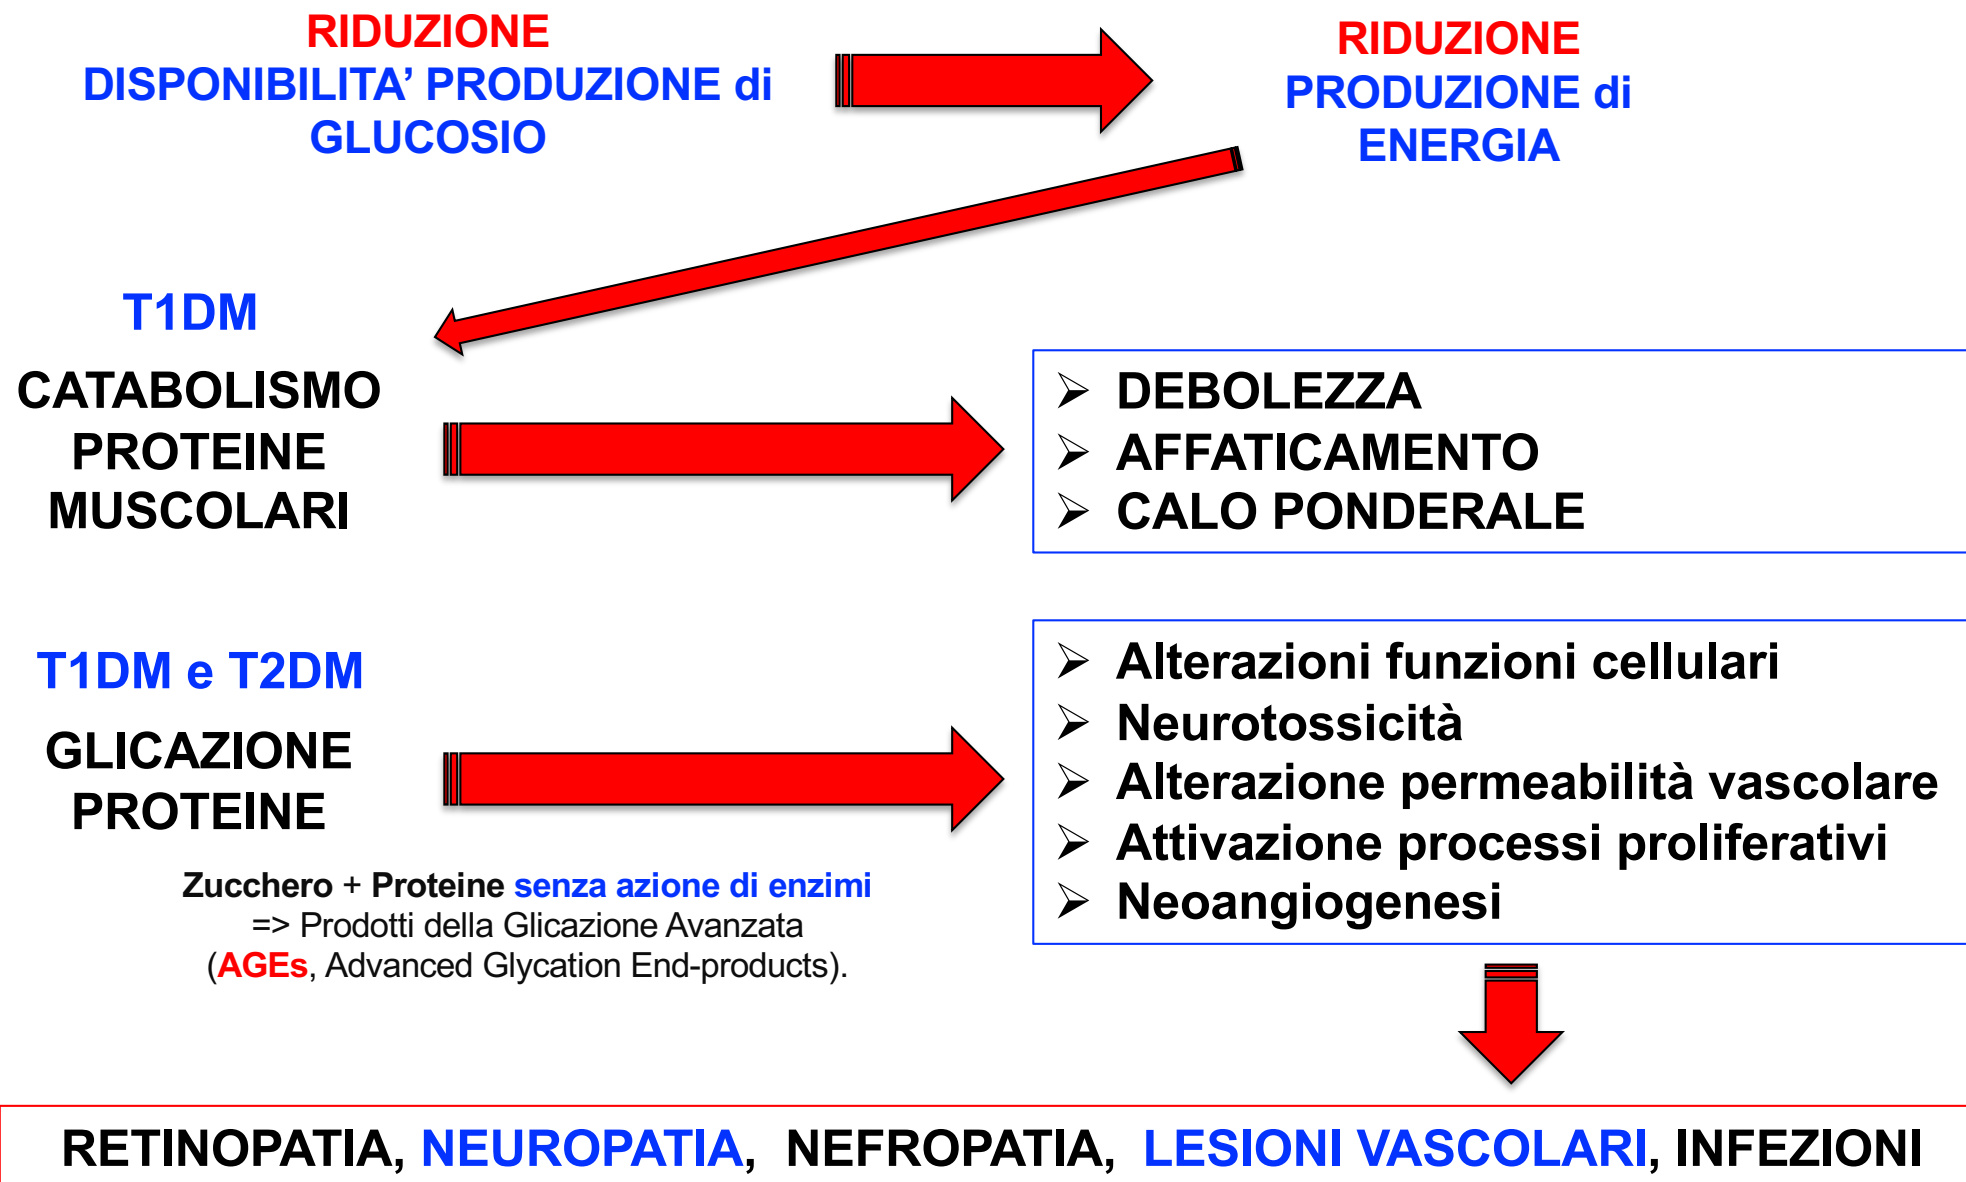 RIDUZIONE
DISPONIBILITA’ PRODUZIONE di
GLUCOSIO
RIDUZIONE
PRODUZIONE di
ENERGIA
T1DM
CATABOLISMO
PROTEINE
MUSCOLARI
➢ DEBOLEZZA
➢ AFFATICAMENTO
➢ CALO PONDERALE
T1DM e T2DM
GLICAZIONE
PROTEINE
Zucchero + Proteine senza azione di enzimi
=> Prodotti della Glicazione Avanzata
(AGEs, Advanced Glycation End-products).
➢ Alterazioni funzioni cellulari
➢ Neurotossicità
➢ Alterazione permeabilità vascolare
➢ Attivazione processi proliferativi
➢ Neoangiogenesi
RETINOPATIA, NEUROPATIA, NEFROPATIA, LESIONI VASCOLARI, INFEZIONI